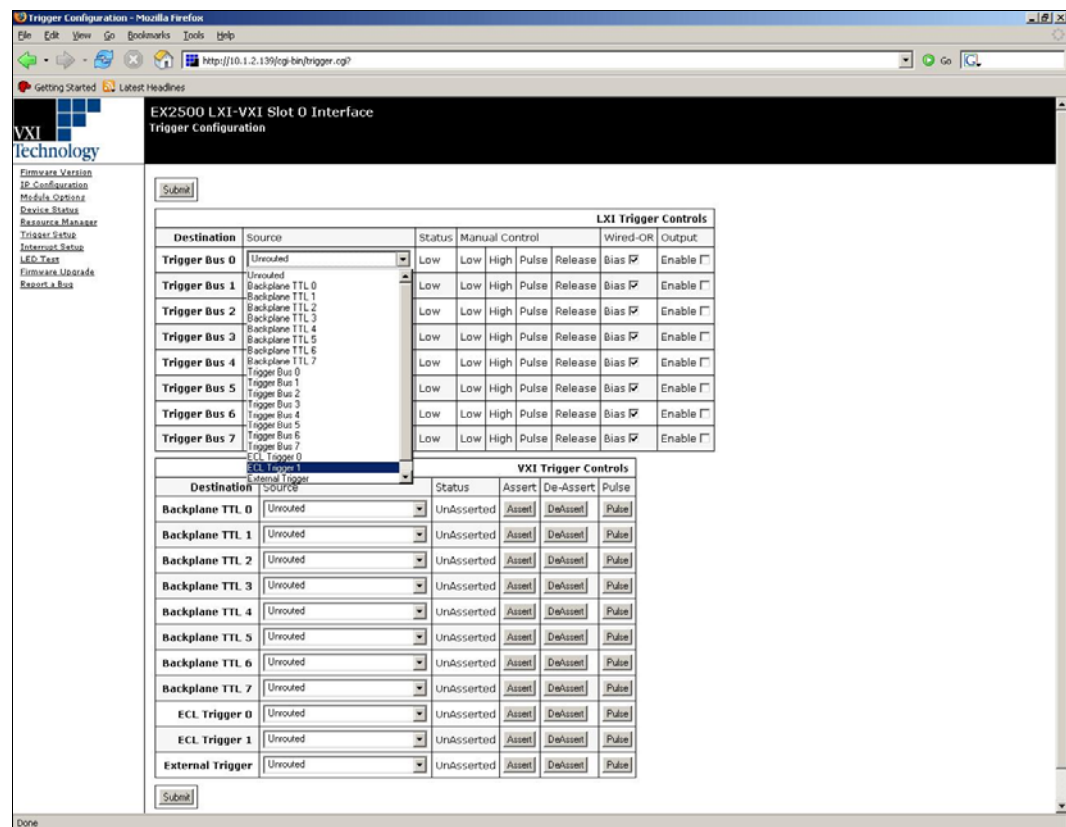 Trigger Configuration - Mozilla Firefox
File Edit View Go Bookmarks Tools Help
http://10.1.2.139/cgi-bin/trigger.cgi? Go G
Getting Started Latest Headlines
VXI
Technology
EX2500 LXI-VXI Slot 0 Interface
Trigger Configuration
Firmware Version
IP Configuration
Module Options
Device Status
Resource Manager
Trigger Setup
Interrupt Setup
LED Test
Firmware Upgrade
Report a Bug
Submit
LXI Trigger Controls
Destination Source Status Manual Control Wired-OR Output
Trigger Bus 0 Unrouted Low Low High Pulse Release Bias Enable
Trigger Bus 1 Low Low High Pulse Release Bias Enable
Trigger Bus 2 Low Low High Pulse Release Bias Enable
Trigger Bus 3 Low Low High Pulse Release Bias Enable
Trigger Bus 4 Low Low High Pulse Release Bias Enable
Trigger Bus 5 Low Low High Pulse Release Bias Enable
Trigger Bus 6 Low Low High Pulse Release Bias Enable
Trigger Bus 7 Low Low High Pulse Release Bias Enable
Unrouted
Backplane TTL 0
Backplane TTL 1
Backplane TTL 2
Backplane TTL 3
Backplane TTL 4
Backplane TTL 5
Backplane TTL 6
Backplane TTL 7
Trigger Bus 0
Trigger Bus 1
Trigger Bus 2
Trigger Bus 3
Trigger Bus 4
Trigger Bus 5
Trigger Bus 6
Trigger Bus 7
ECL Trigger 0
ECL Trigger 1
External Trigger
VXI Trigger Controls
Destination Source Status Assert De-Assert Pulse
Backplane TTL 0 Unrouted UnAsserted Assert DeAssert Pulse
Backplane TTL 1 Unrouted UnAsserted Assert DeAssert Pulse
Backplane TTL 2 Unrouted UnAsserted Assert DeAssert Pulse
Backplane TTL 3 Unrouted UnAsserted Assert DeAssert Pulse
Backplane TTL 4 Unrouted UnAsserted Assert DeAssert Pulse
Backplane TTL 5 Unrouted UnAsserted Assert DeAssert Pulse
Backplane TTL 6 Unrouted UnAsserted Assert DeAssert Pulse
Backplane TTL 7 Unrouted UnAsserted Assert DeAssert Pulse
ECL Trigger 0 Unrouted UnAsserted Assert DeAssert Pulse
ECL Trigger 1 Unrouted UnAsserted Assert DeAssert Pulse
External Trigger Unrouted UnAsserted Assert DeAssert Pulse
Submit
Done